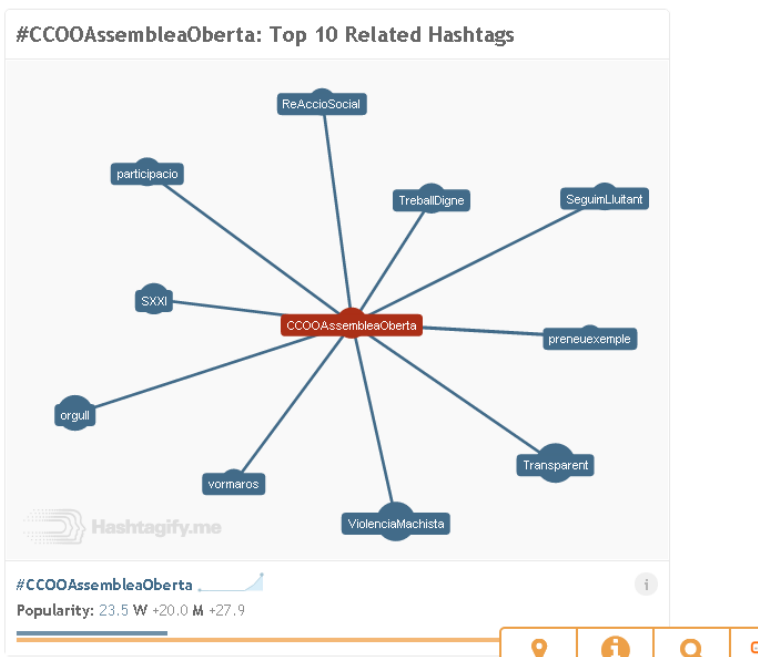 #CCOOAssembleaOberta: Top 10 Related Hashtags
ReAccioSocial
participacio
TreballDigne
SeguimLluitant
SXXI
CCOOAssembleaOberta
preneuexemple
orgull
Transparent
vormaros
ViolenciaMachista
Hashtagify.me
#CCOOAssembleaOberta
Popularity: 23.5 W +20.0 M +27.9